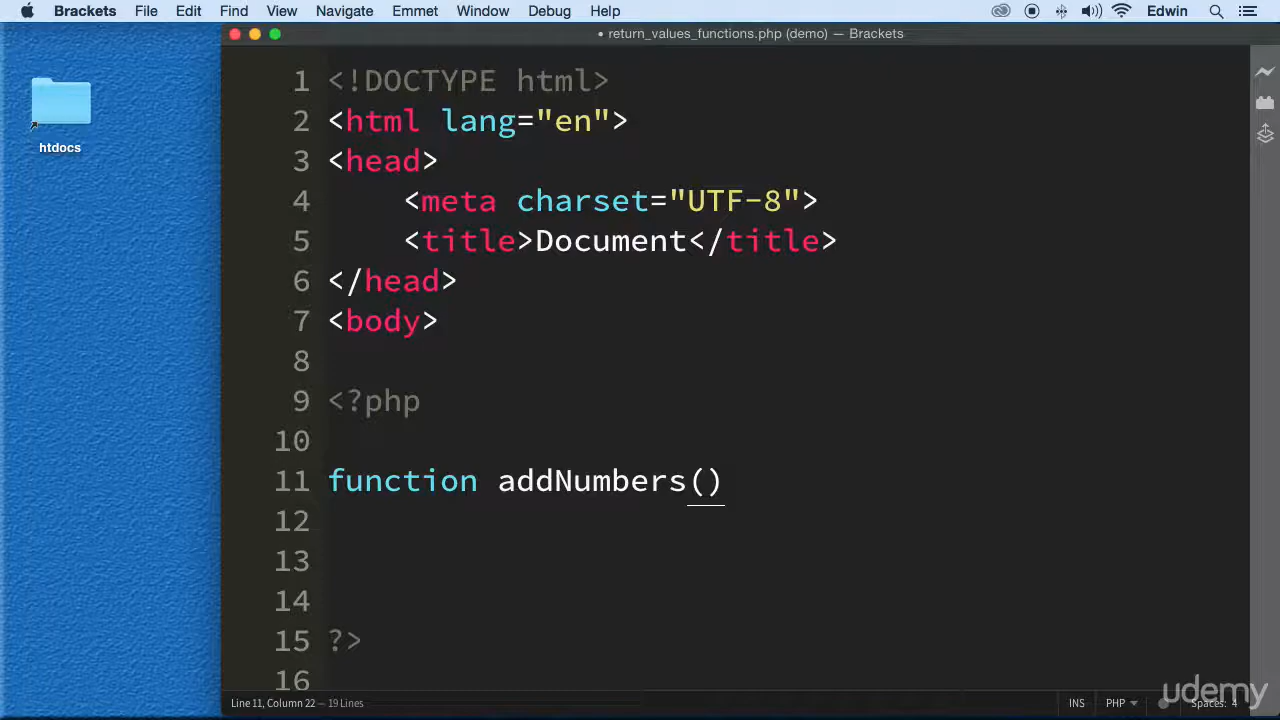 Brackets File Edit Find View Navigate Emmet Window Debug Help Edwin
return_values_functions.php (demo) — Brackets
htdocs
1 <!DOCTYPE html>
2 <html lang="en">
3 <head>
4 <meta charset="UTF-8">
5 <title>Document</title>
6 </head>
7 <body>
8
9 <?php
10
11 function addNumbers()
12
13
14
15 ?>
16
Line 11, Column 22 — 19 Lines INS PHP Spaces: 4
udemy